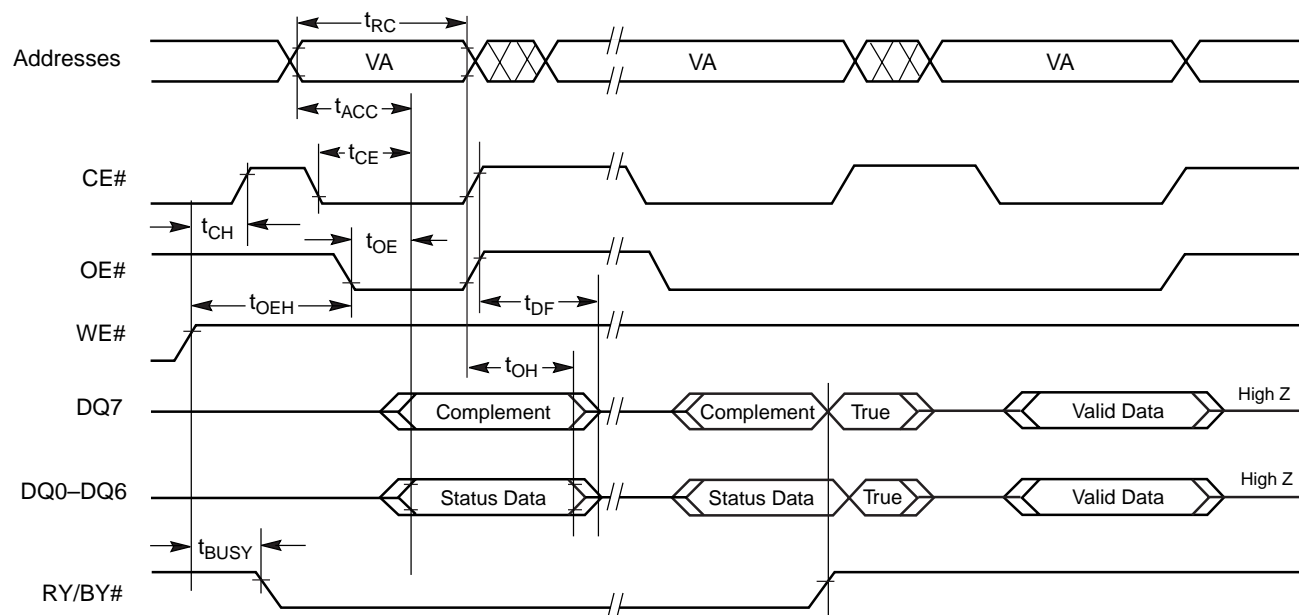 tRC
Addresses VA VA VA
tACC
tCE
CE#
tCH
tOE
OE#
tOEH tDF
WE#
tOH
DQ7 Complement Complement True Valid Data High Z
DQ0–DQ6 Status Data Status Data True Valid Data High Z
tBUSY
RY/BY#